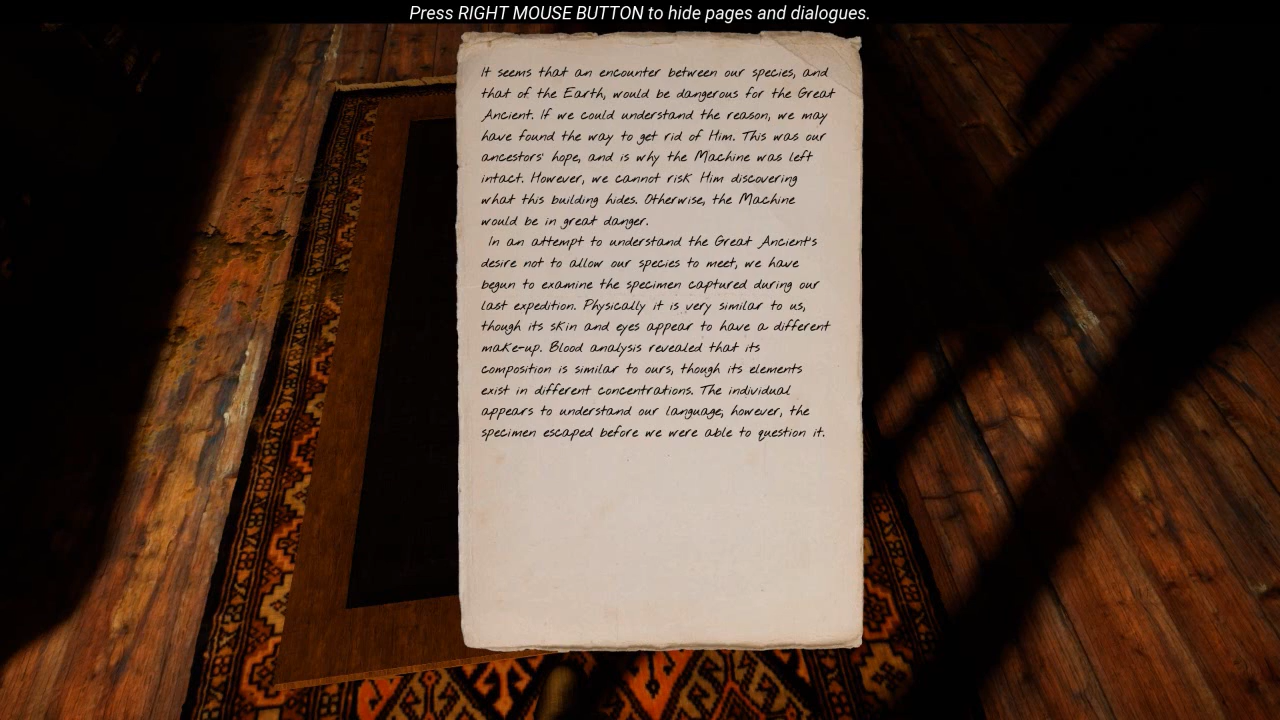 Press RIGHT MOUSE BUTTON to hide pages and dialogues.
It seems that an encounter between our species, and
that of the Earth, would be dangerous for the Great
Ancient. If we could understand the reason, we may
have found the way to get rid of Him. This was our
ancestors' hope, and is why the Machine was left
intact. However, we cannot risk Him discovering
what this building hides. Otherwise, the Machine
would be in great danger.
In an attempt to understand the Great Ancient's
desire not to allow our species to meet, we have
begun to examine the specimen captured during our
last expedition. Physically it is very similar to us,
though its skin and eyes appear to have a different
make-up. Blood analysis revealed that its
composition is similar to ours, though its elements
exist in different concentrations. The individual
appears to understand our language, however, the
specimen escaped before we were able to question it.